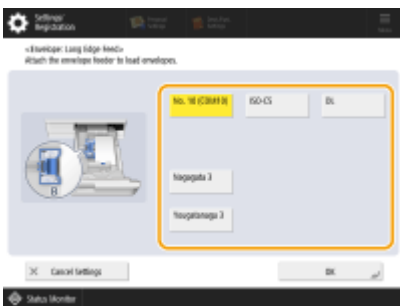 Settings/
Registration
<Envelope: Long Edge Feed>
Attach the envelope feeder to load envelopes.
No. 10 (COM10)
ISO-C5
DL
Nagagata 3
Yougatanaga 3
B
× Cancel Settings
OK
Status Monitor